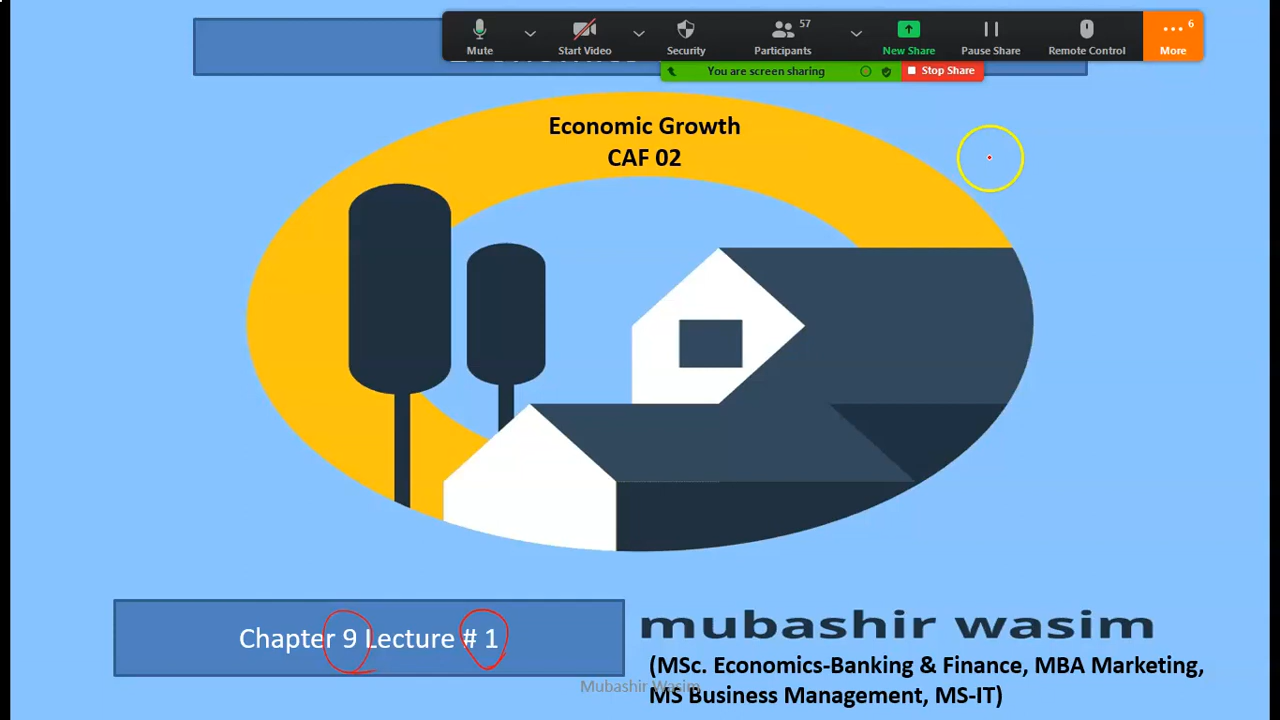 57
6
Mute
Start Video
Security
Participants
New Share
Pause Share
Remote Control
More
You are screen sharing
Stop Share
Economic Growth
CAF 02
Chapter 9 Lecture # 1
mubashir wasim
(MSc. Economics-Banking & Finance, MBA Marketing,
MS Business Management, MS-IT)
Mubashir Wasim